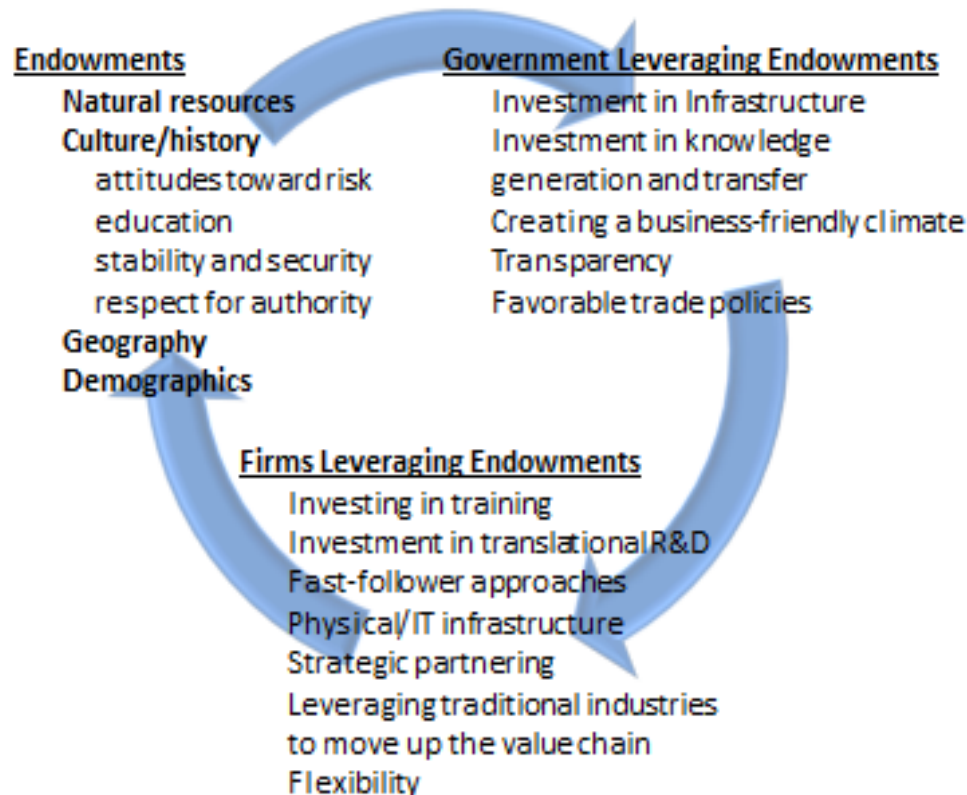 Endowments
Natural resources
Culture/history
attitudes toward risk
education
stability and security
respect for authority
Geography
Demographics
Government Leveraging Endowments
Investment in Infrastructure
Investment in knowledge
generation and transfer
Creating a business-friendly climate
Transparency
Favorable trade policies
Firms Leveraging Endowments
Investing in training
Investment in translational R&D
Fast-follower approaches
Physical/IT infrastructure
Strategic partnering
Leveraging traditional industries
to move up the value chain
Flexibility